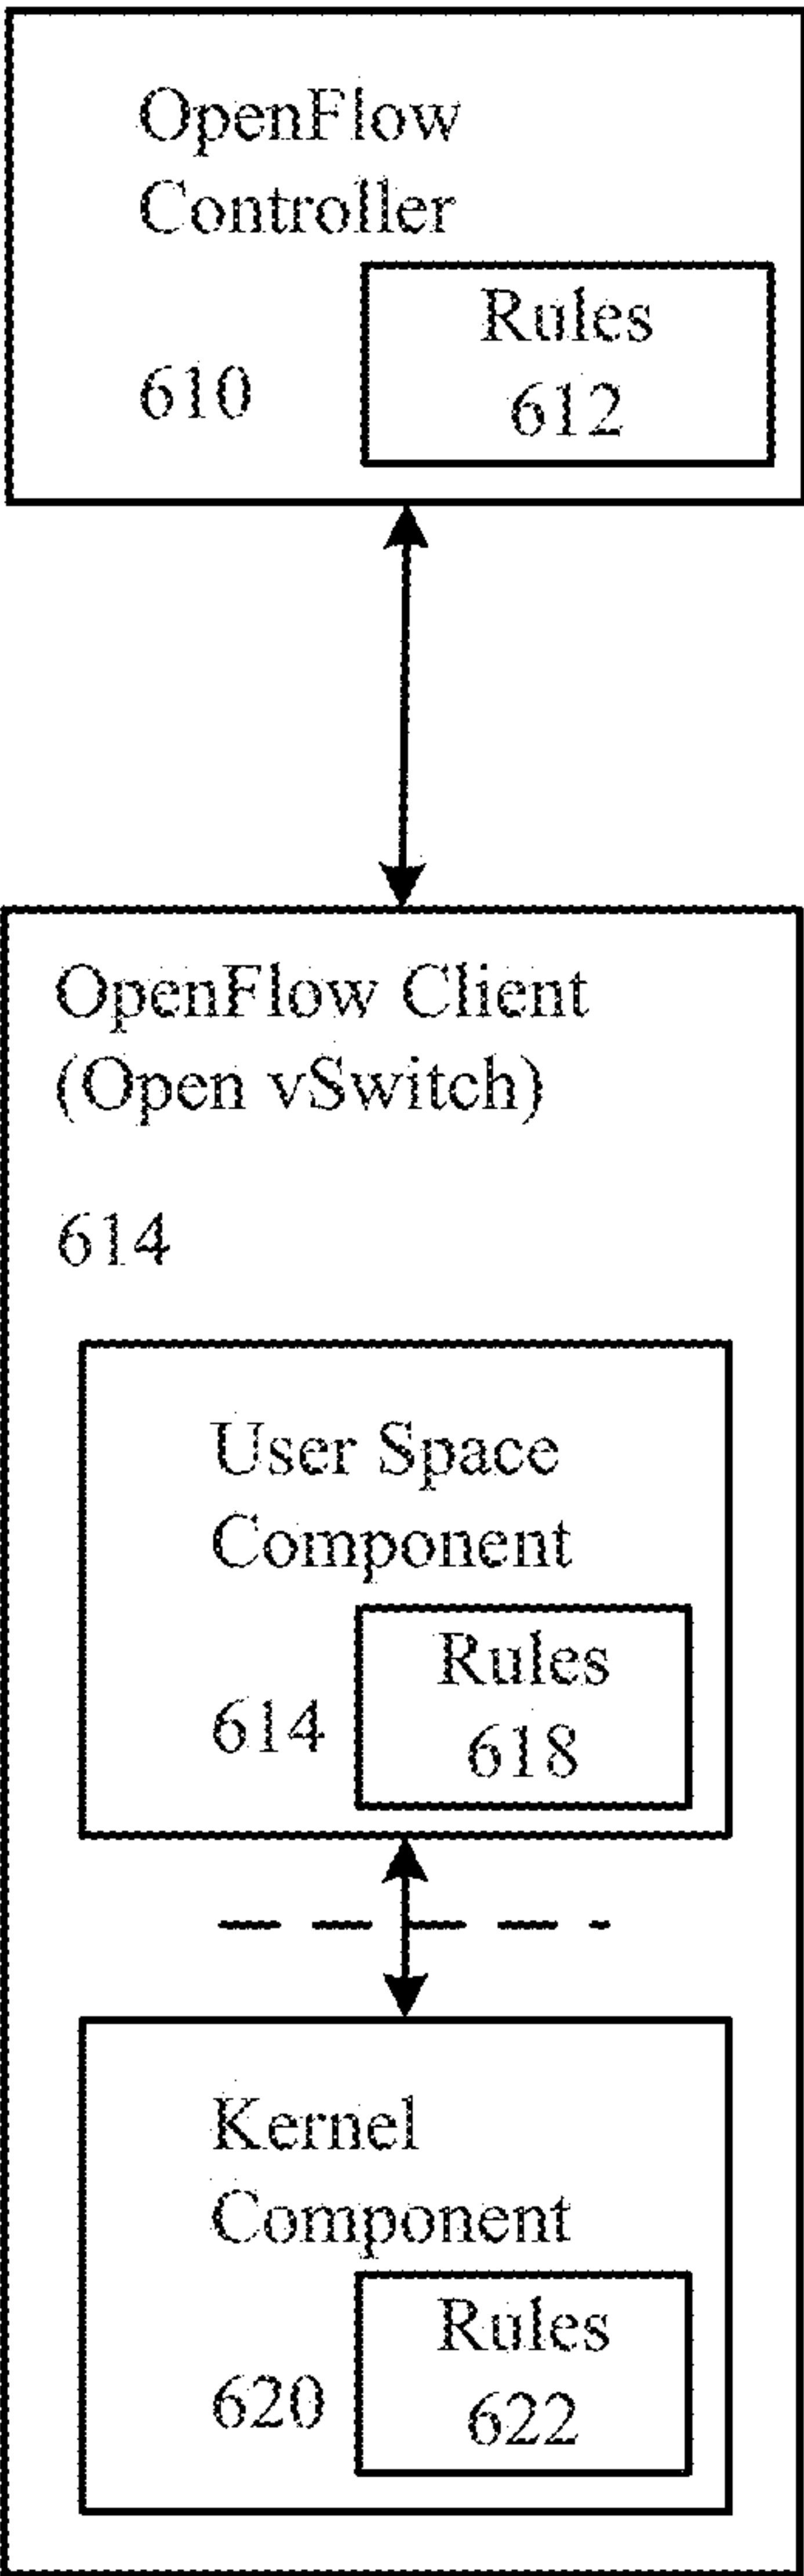 OpenFlow
Controller
Rules
610
612
OpenFlow Client
(Open vSwitch)
614
User Space
Component
Rules
614
618
Kernel
Component
Rules
620
622